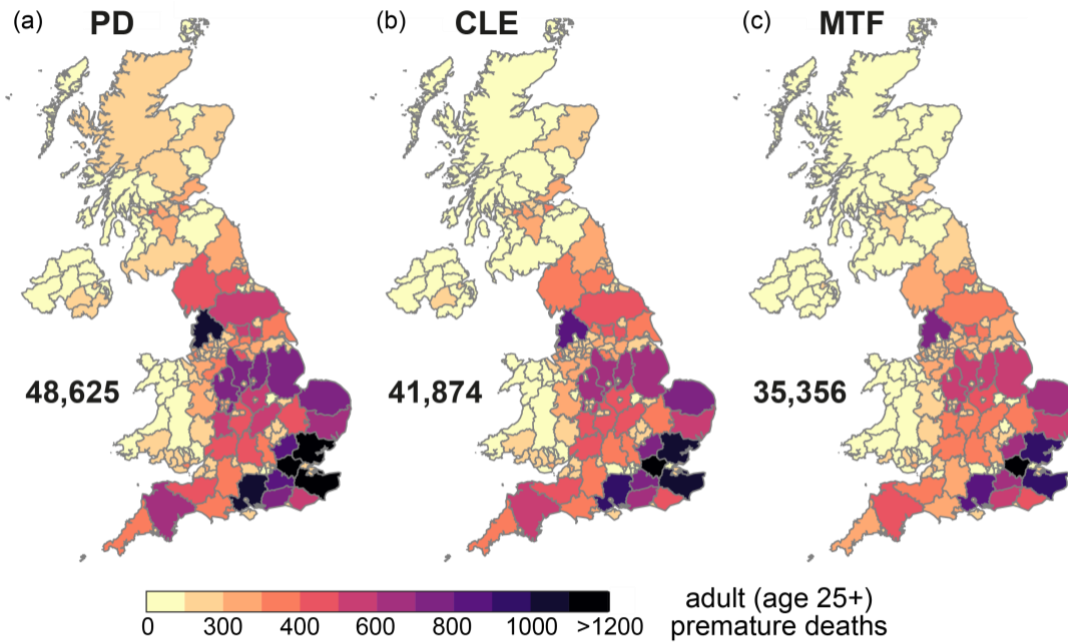 (a) PD
(b) CLE
(c) MTF
48,625
41,874
35,356
0 300 400 600 1000 >1200
adult (age 25+)
premature deaths